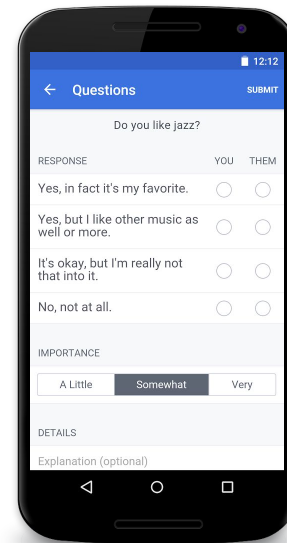 12:12
Questions
SUBMIT
Do you like jazz?
RESPONSE YOU THEM
Yes, in fact it's my favorite.
Yes, but I like other music as
well or more.
It's okay, but I'm really not
that into it.
No, not at all.
IMPORTANCE
A Little Somewhat Very
DETAILS
Explanation (optional)